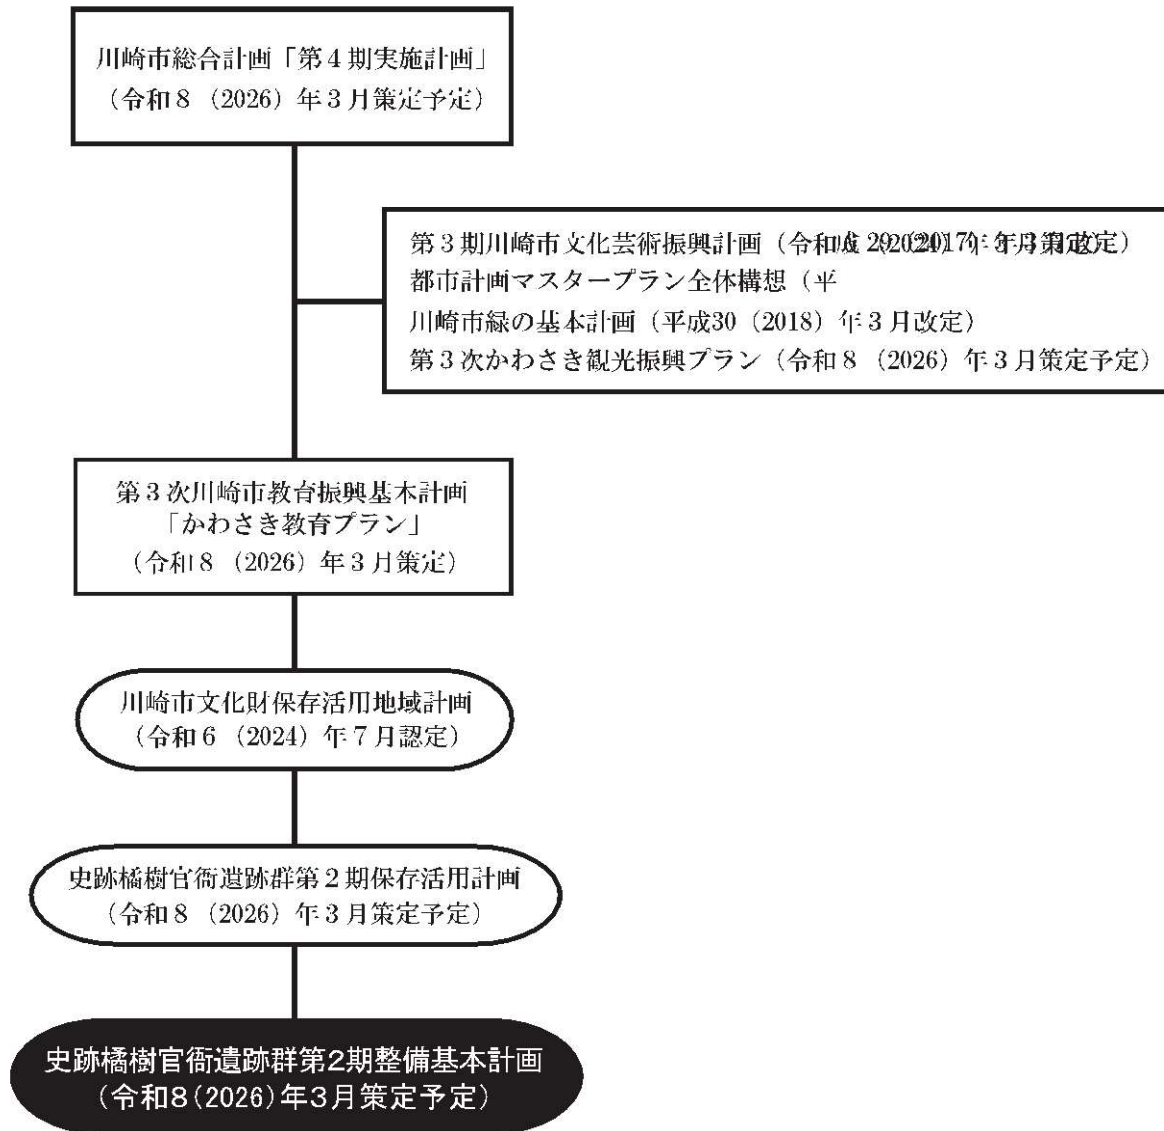 川崎市総合計画「第４期実施計画」
（令和８（2026）年３月策定予定）
第３期川崎市文化芸術振興計画（令和
都市計画マスタープラン全体構想（平
川崎市緑の基本計画（平成30（2018）年３月改定）
第３次かわさき観光振興プラン（令和８（2026）年３月策定予定）
第３次川崎市教育振興基本計画
「かわさき教育プラン」
（令和８（2026）年３月策定）
川崎市文化財保存活用地域計画
（令和６（2024）年７月認定）
史跡橘樹官衙遺跡群第２期保存活用計画
（令和８（2026）年３月策定予定）
史跡橘樹官衙遺跡群第2期整備基本計画
（令和8（2026）年3月策定予定）